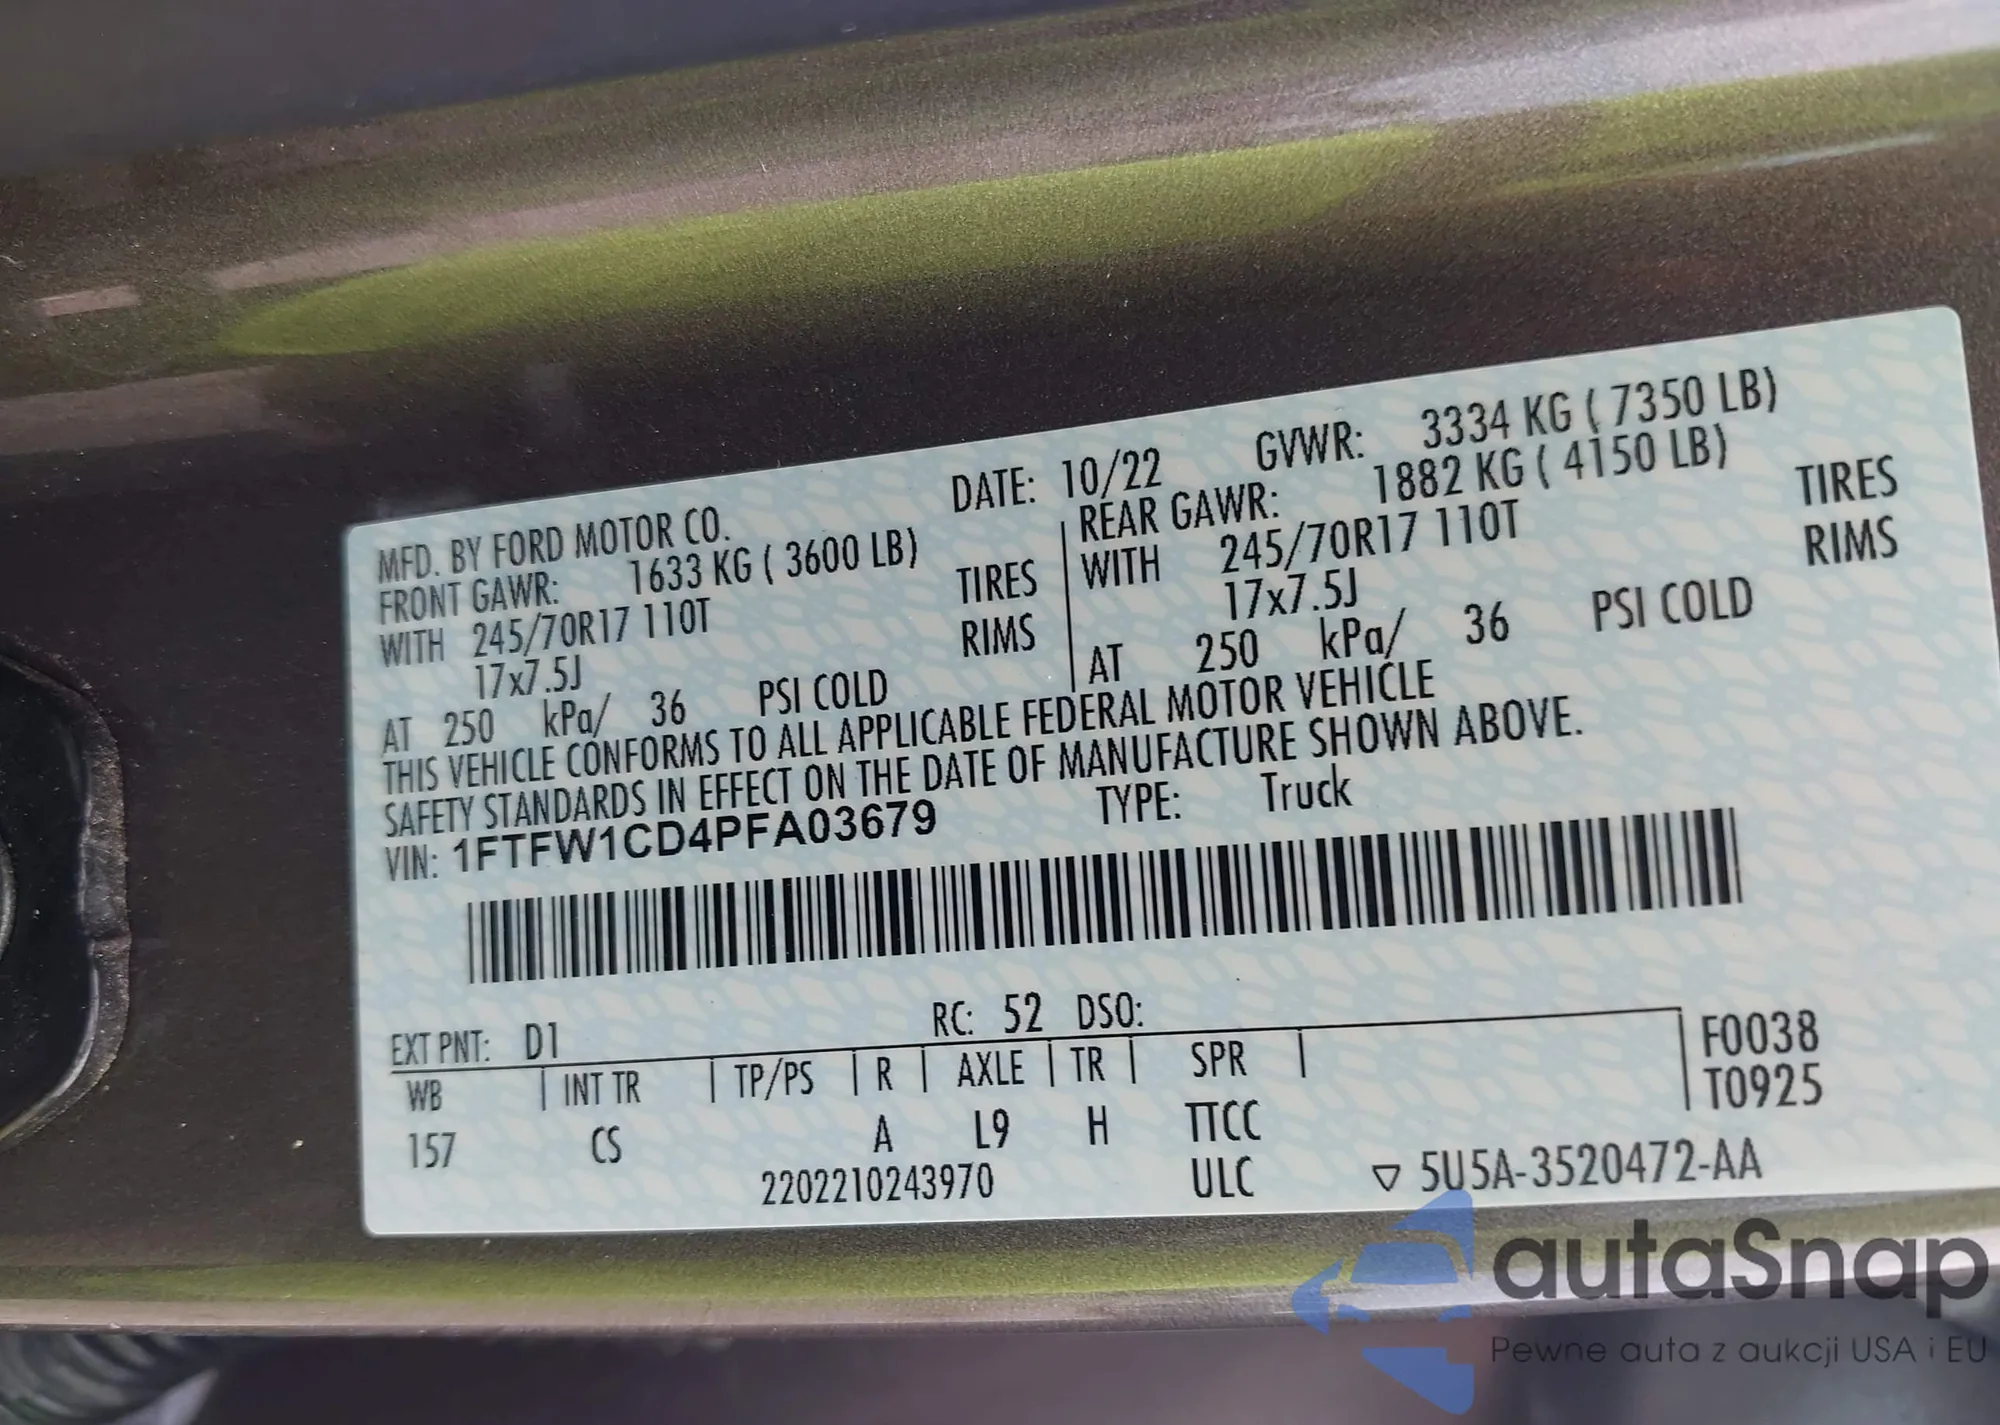 MFD. BY FORD MOTOR CO.
DATE: 10/22 GVWR: 3334 KG ( 7350 LB)
FRONT GAWR: 1633 KG ( 3600 LB)
WITH 245/70R17 110T TIRES
17x7.5J RIMS
AT 250 kPa/ 36 PSI COLD
REAR GAWR: 1882 KG ( 4150 LB)
WITH 245/70R17 110T TIRES
17x7.5J RIMS
AT 250 kPa/ 36 PSI COLD
THIS VEHICLE CONFORMS TO ALL APPLICABLE FEDERAL MOTOR VEHICLE
SAFETY STANDARDS IN EFFECT ON THE DATE OF MANUFACTURE SHOWN ABOVE.
VIN: 1FTFW1CD4PFA03679 TYPE: Truck
EXT PNT: D1 RC: 52 DSO:
WB INT TR TP/PS R AXLE TR SPR
157 CS A L9 H TTCC
2202210243970 ULC
F0038
T0925
▽ 5U5A-3520472-AA
autaSnap
Pewne auta z aukcji USA i EU